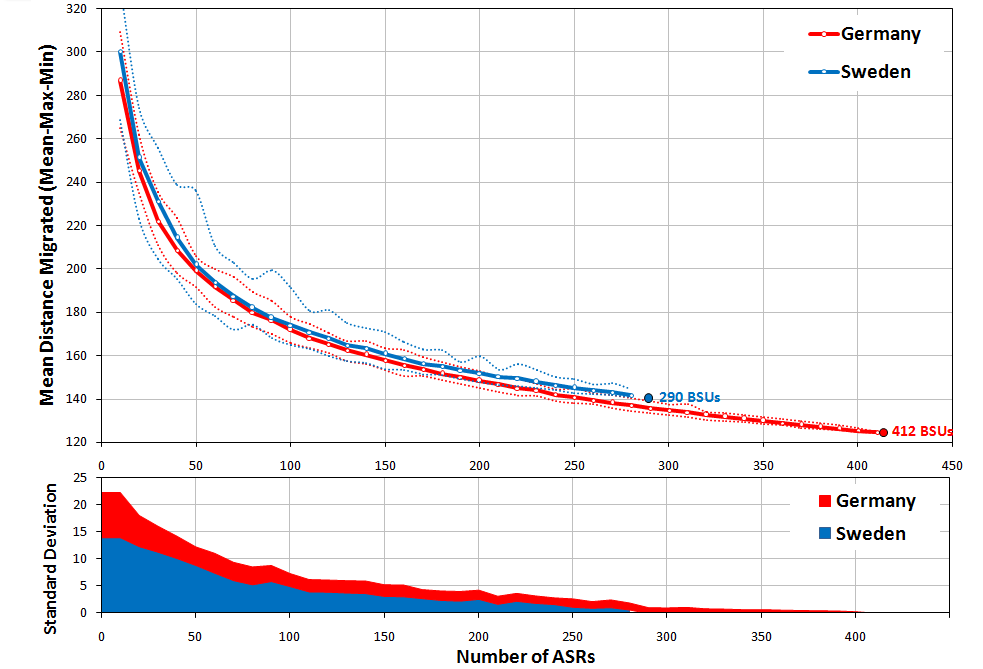 Mean Distance Migrated (Mean-Max-Min)
320
300
280
260
240
220
200
180
160
140
120
Germany
Sweden
290 BSUs
412 BSUs
0 50 100 150 200 250 300 350 400 450
Standard Deviation
25
20
15
10
5
0
Germany
Sweden
0 50 100 150 200 250 300 350 400
Number of ASRs